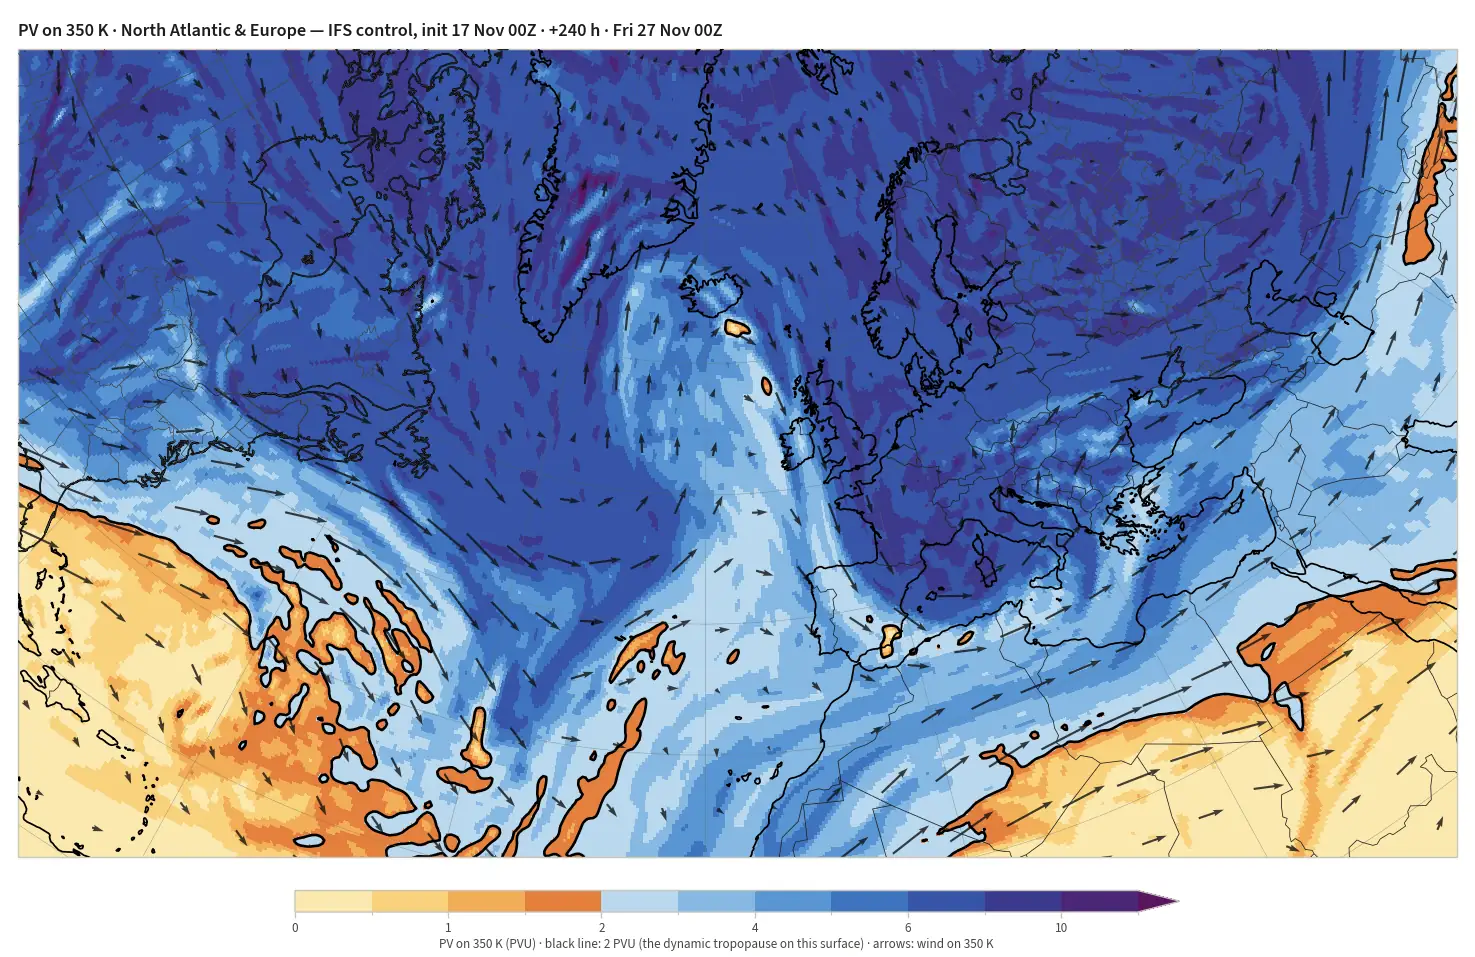 PV on 350 K · North Atlantic & Europe — IFS control, init 17 Nov 00Z · +240 h · Fri 27 Nov 00Z
0 1 2 4 6 10
PV on 350 K (PVU) · black line: 2 PVU (the dynamic tropopause on this surface) · arrows: wind on 350 K